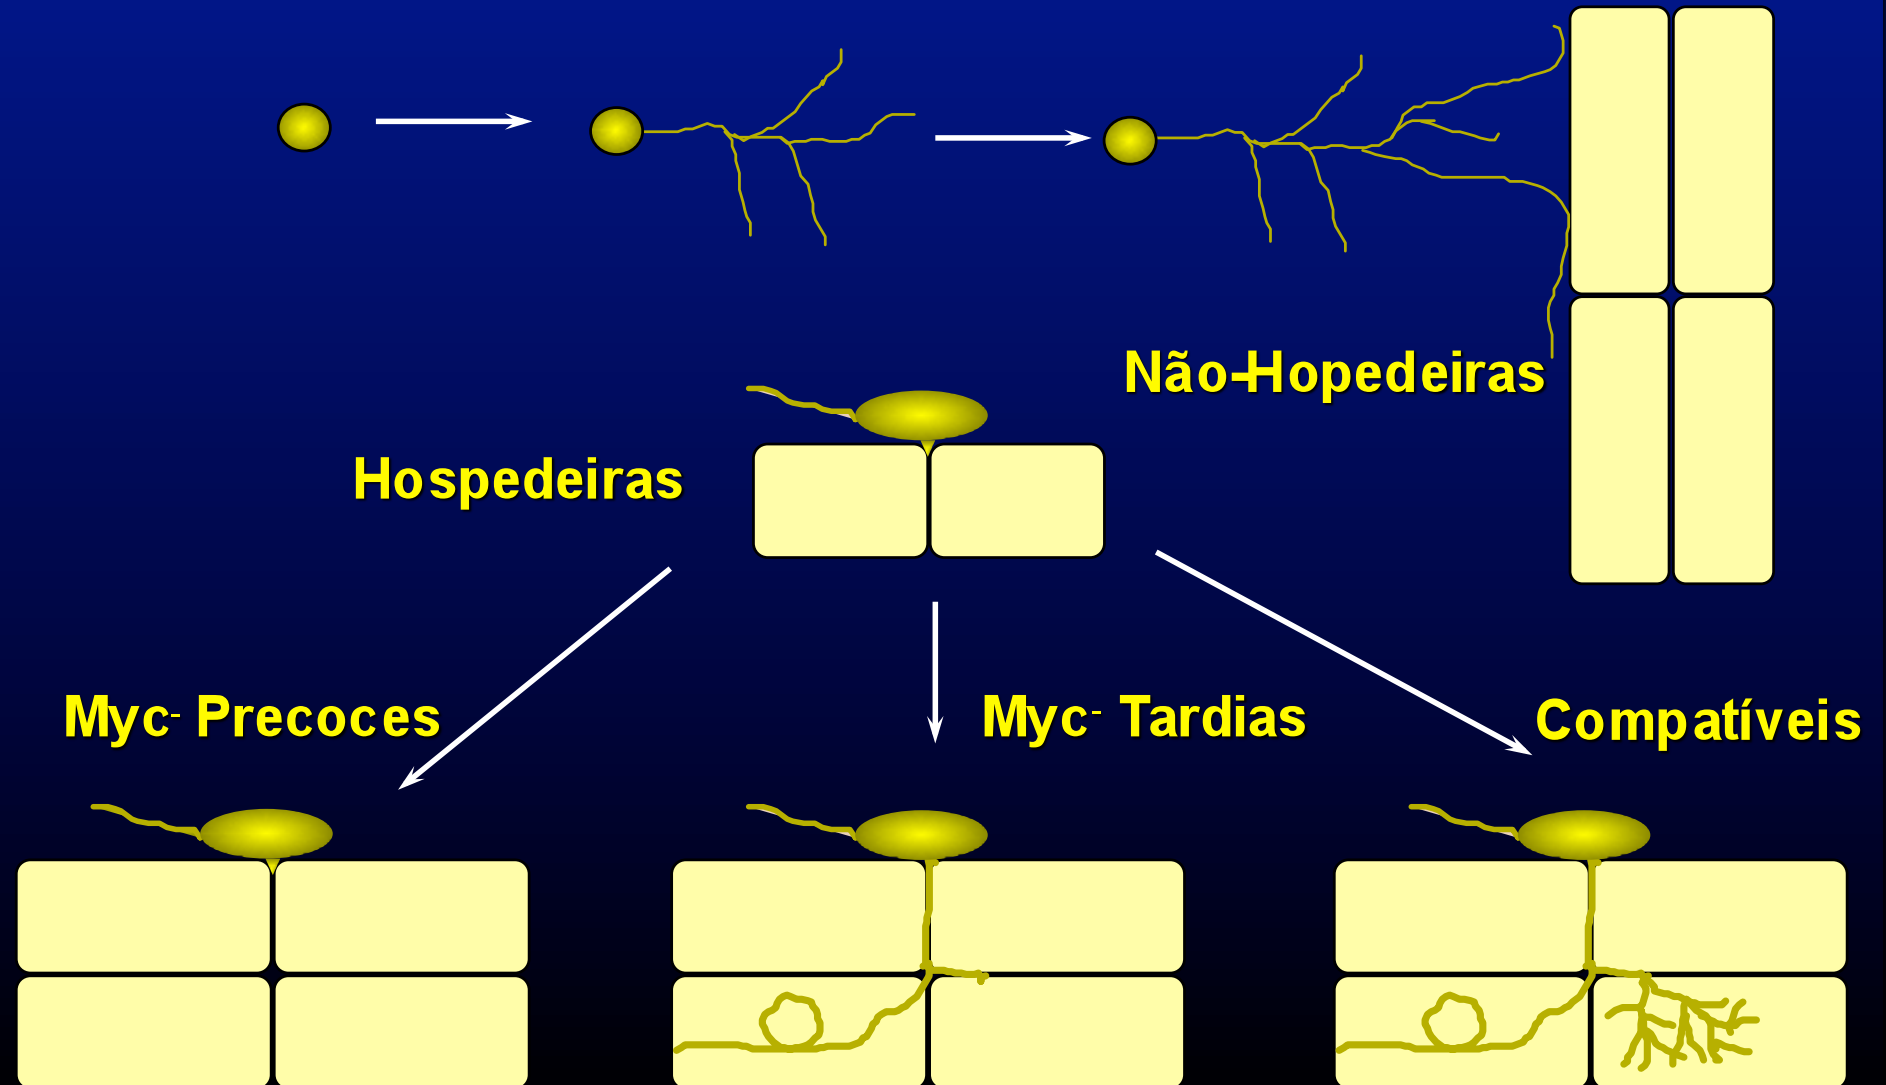 Não-Hopedeiras
Hospedeiras
Myc- Precoces
Myc- Tardias
Compatíveis